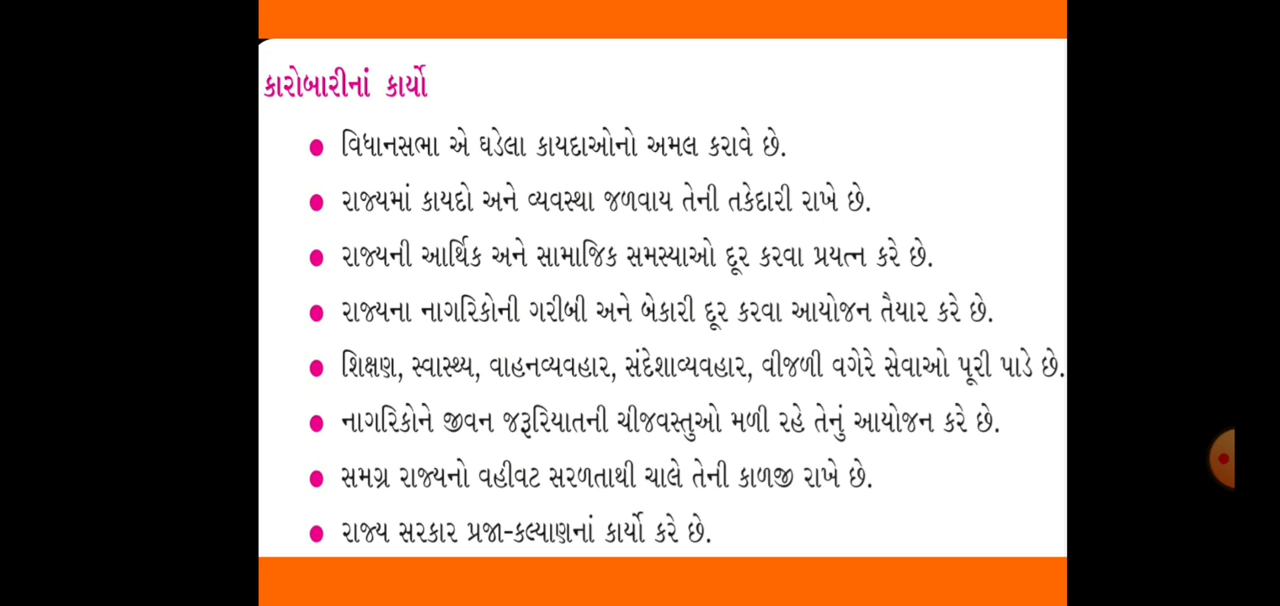 કારોબારીનાં કાર્યો
વિધાનસભા એ ઘડેલા કાયદાઓનો અમલ કરાવે છે.
રાજ્યમાં કાયદો અને વ્યવસ્થા જળવાય તેની તકેદારી રાખે છે.
રાજ્યની આર્થિક અને સામાજિક સમસ્યાઓ દૂર કરવા પ્રયત્ન કરે છે.
રાજ્યના નાગરિકોની ગરીબી અને બેકારી દૂર કરવા આયોજન તૈયાર કરે છે.
શિક્ષણ, સ્વાસ્થ્ય, વાહનવ્યવહાર, સંદેશાવ્યવહાર, વીજળી વગેરે સેવાઓ પૂરી પાડે છે.
નાગરિકોને જીવન જરૂરિયાતની ચીજવસ્તુઓ મળી રહે તેનું આયોજન કરે છે.
સમગ્ર રાજ્યનો વહીવટ સરળતાથી ચાલે તેની કાળજી રાખે છે.
રાજ્ય સરકાર પ્રજા-કલ્યાણનાં કાર્યો કરે છે.